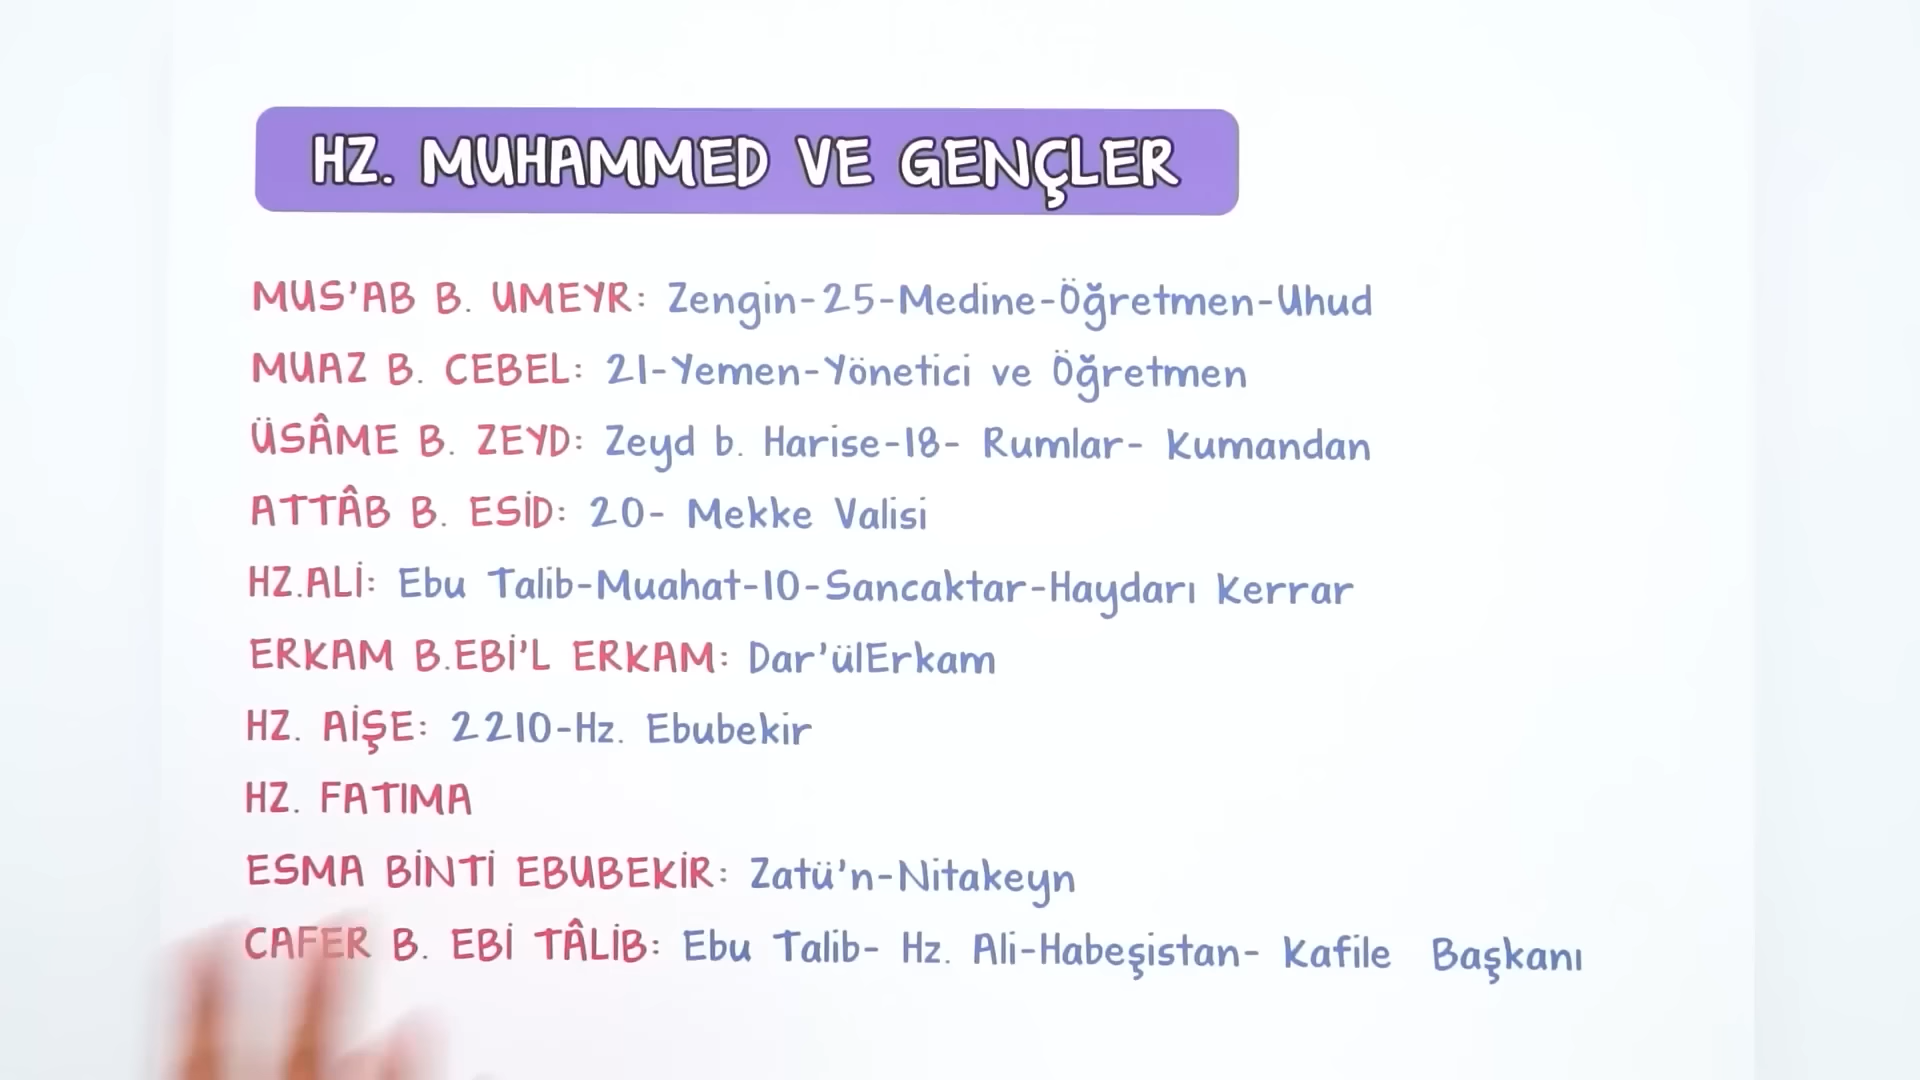 HZ. MUHAMMED VE GENÇLER
MUS'AB B. UMEYR: Zengin-25-Medine-Öğretmen-Uhud
MUAZ B. CEBEL: 21-Yemen-Yönetici ve Öğretmen
ÜSÂME B. ZEYD: Zeyd b. Harise-18- Rumlar- Kumandan
ATTÂB B. ESİD: 20- Mekke Valisi
HZ.ALİ: Ebu Talib-Muahat-10-Sancaktar-Haydarı Kerrar
ERKAM B.EBİ'L ERKAM: Dar'ülErkam
HZ. AİŞE: 2210-Hz. Ebubekir
HZ. FATIMA
ESMA BİNTİ EBUBEKİR: Zatü'n-Nitakeyn
CAFER B. EBİ TÂLİB: Ebu Talib- Hz. Ali-Habeşistan- Kafile Başkanı